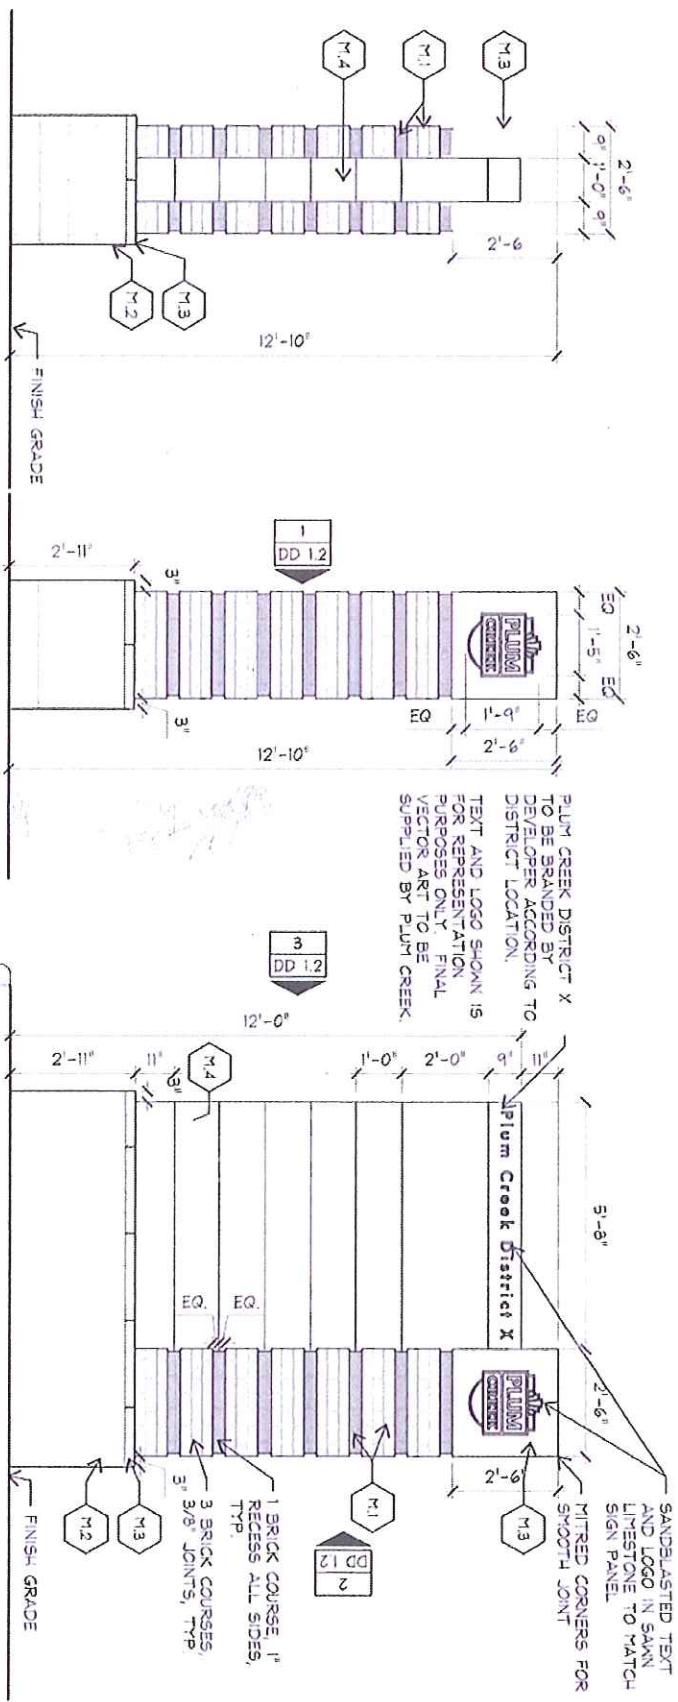 M.4
M.1
M.3
2'-6"
9" 1'-0" 9"
2'-6
12'-10"
M.3
M.2
FINISH GRADE
1
DD 1.2
2'-11"
3"
3"
2'-6"
EQ 1'-5" EQ
PLUM
CREEK
EQ 1'-9" EQ
2'-6"
12'-10"
PLUM CREEK DISTRICT X
TO BE BRANDED BY
DEVELOPER ACCORDING TO
DISTRICT LOCATION.
TEXT AND LOGO SHOWN IS
FOR REPRESENTATION
PURPOSES ONLY. FINAL
VECTOR ART TO BE
SUPPLIED BY PLUM CREEK.
3
DD 1.2
12'-0"
2'-11" 11" 1'-0" 2'-0" 9" 11"
3"
M.4
5'-8"
2'-6"
Plum Creek District X
PLUM
CREEK
EQ. EQ.
2'-6"
SANDBLASTED TEXT
AND LOGO IN SAWN
LIMESTONE TO MATCH
SIGN PANEL
MITRED CORNERS FOR
SMOOTH JOINT
M.3
M.1
2
DD 1.2
1 BRICK COURSE, 1"
RECESS ALL SIDES,
TYP.
3 BRICK COURSES,
3/8" JOINTS, TYP.
3"
M.3
M.2
FINISH GRADE